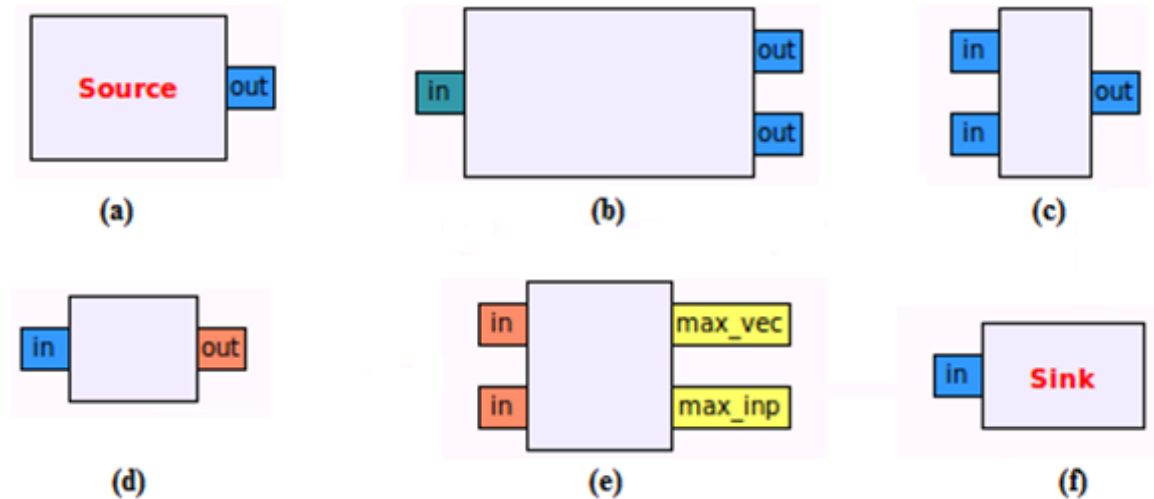 Source
out
(a)
in
out
out
(b)
in
in
out
(c)
in
out
(d)
in
in
max_vec
max_inp
(e)
in
Sink
(f)